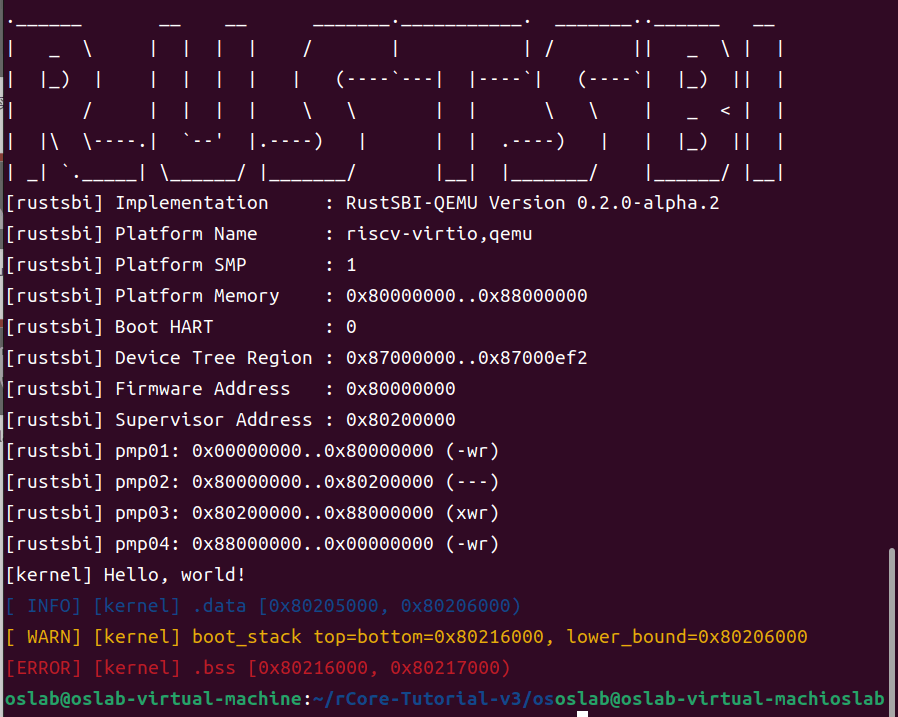 .______       __    __      _______.___________.  _______..______   __
|   _  \     |  |  |  |    /       |           | /       ||   _  \ |  |
|  |_)  |    |  |  |  |   |   (----`---|  |----`|   (----`|  |_)  ||  |
|      /     |  |  |  |    \   \       |  |      \   \    |   _  < |  |
|  |\  \----.|  `--'  |.----)   |      |  |  .----)   |   |  |_)  ||  |
| _| `._____| \______/ |_______/       |__|  |_______/    |______/ |__|
[rustsbi] Implementation     : RustSBI-QEMU Version 0.2.0-alpha.2
[rustsbi] Platform Name      : riscv-virtio,qemu
[rustsbi] Platform SMP       : 1
[rustsbi] Platform Memory    : 0x80000000..0x88000000
[rustsbi] Boot HART          : 0
[rustsbi] Device Tree Region : 0x87000000..0x87000ef2
[rustsbi] Firmware Address   : 0x80000000
[rustsbi] Supervisor Address : 0x80200000
[rustsbi] pmp01: 0x00000000..0x80000000 (-wr)
[rustsbi] pmp02: 0x80000000..0x80200000 (---)
[rustsbi] pmp03: 0x80200000..0x88000000 (xwr)
[rustsbi] pmp04: 0x88000000..0x00000000 (-wr)
[kernel] Hello, world!
[ INFO] [kernel] .data [0x80205000, 0x80206000)
[ WARN] [kernel] boot_stack top=bottom=0x80216000, lower_bound=0x80206000
[ERROR] [kernel] .bss [0x80216000, 0x80217000)
oslab@oslab-virtual-machine:~/rCore-Tutorial-v3/ososlab@oslab-virtual-machioslab